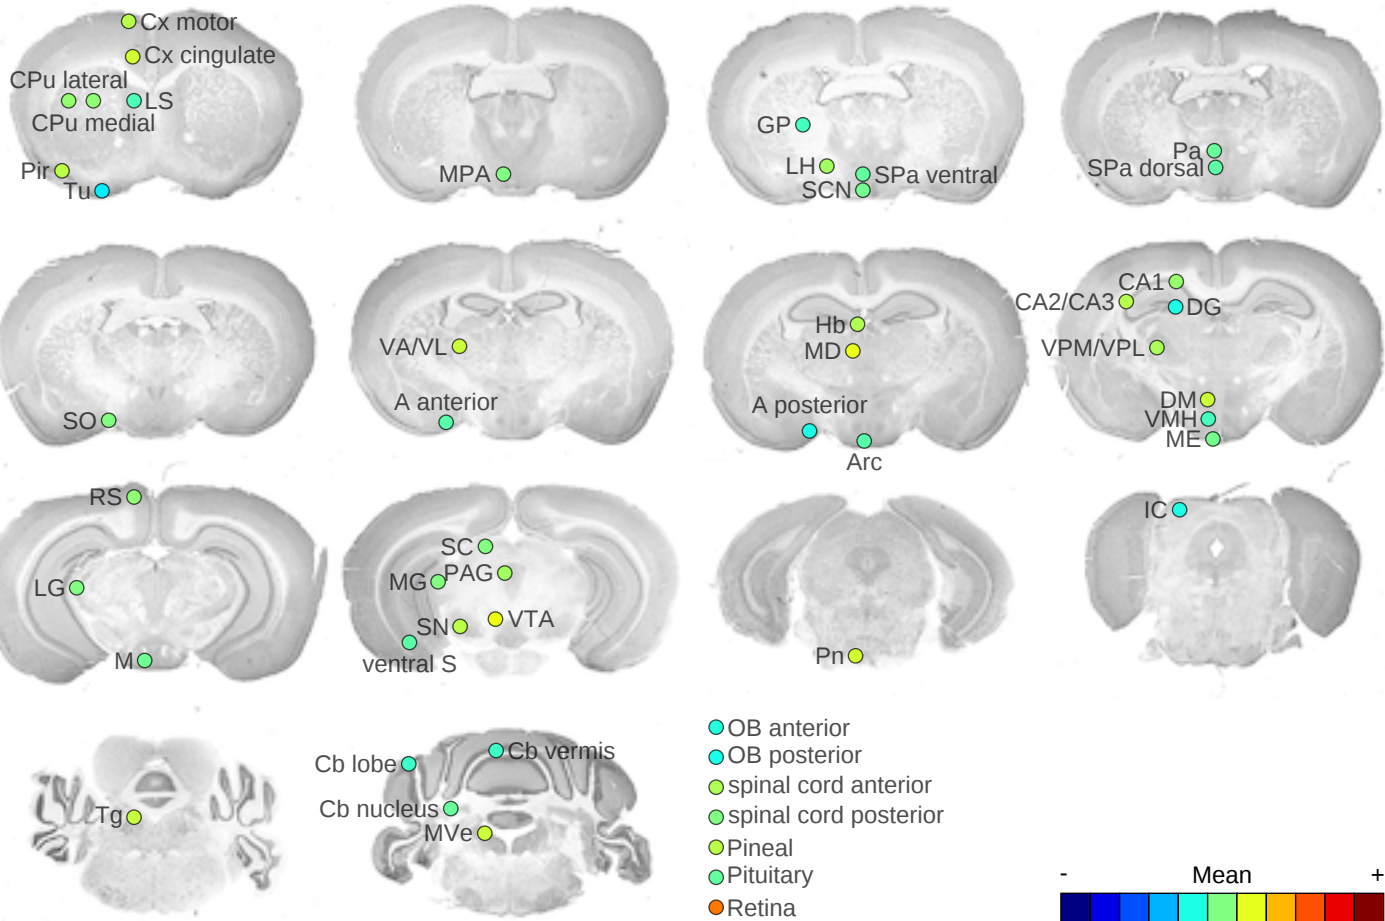 Cx motor
Cx cingulate
CPu lateral
LS
CPu medial
Pir
Tu
MPA
GP
LH
SPa ventral
SCN
Pa
SPa dorsal
SO
VA/VL
A anterior
Hb
MD
A posterior
Arc
CA1
CA2/CA3
DG
VPM/VPL
DM
VMH
ME
RS
LG
M
SC
MG
PAG
SN
VTA
ventral S
Pn
IC
Tg
Cb lobe
Cb vermis
Cb nucleus
MVe
OB anterior
OB posterior
spinal cord anterior
spinal cord posterior
Pineal
Pituitary
Retina
- Mean +